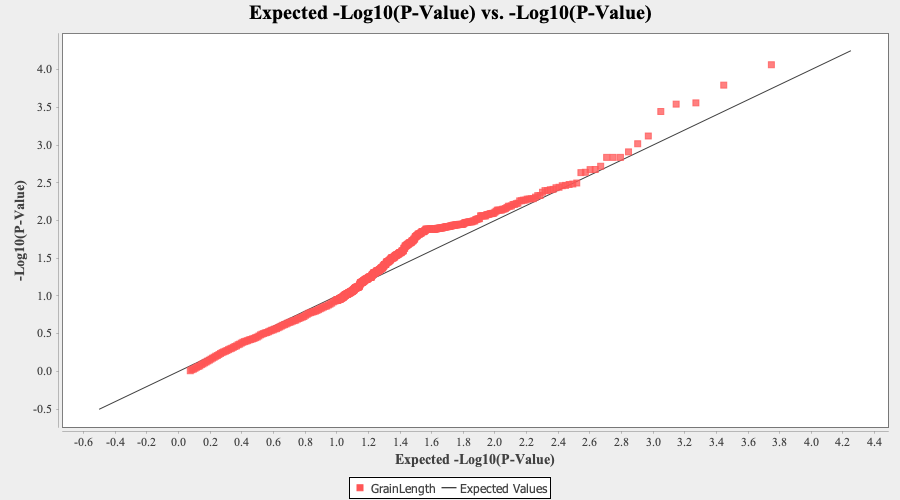 Expected -Log10(P-Value) vs. -Log10(P-Value)
4.0
3.5
3.0
2.5
2.0
1.5
1.0
0.5
0.0
-0.5
-Log10(P-Value)
-0.6 -0.4 -0.2 0.0 0.2 0.4 0.6 0.8 1.0 1.2 1.4 1.6 1.8 2.0 2.2 2.4 2.6 2.8 3.0 3.2 3.4 3.6 3.8 4.0 4.2 4.4
Expected -Log10(P-Value)
GrainLength Expected Values